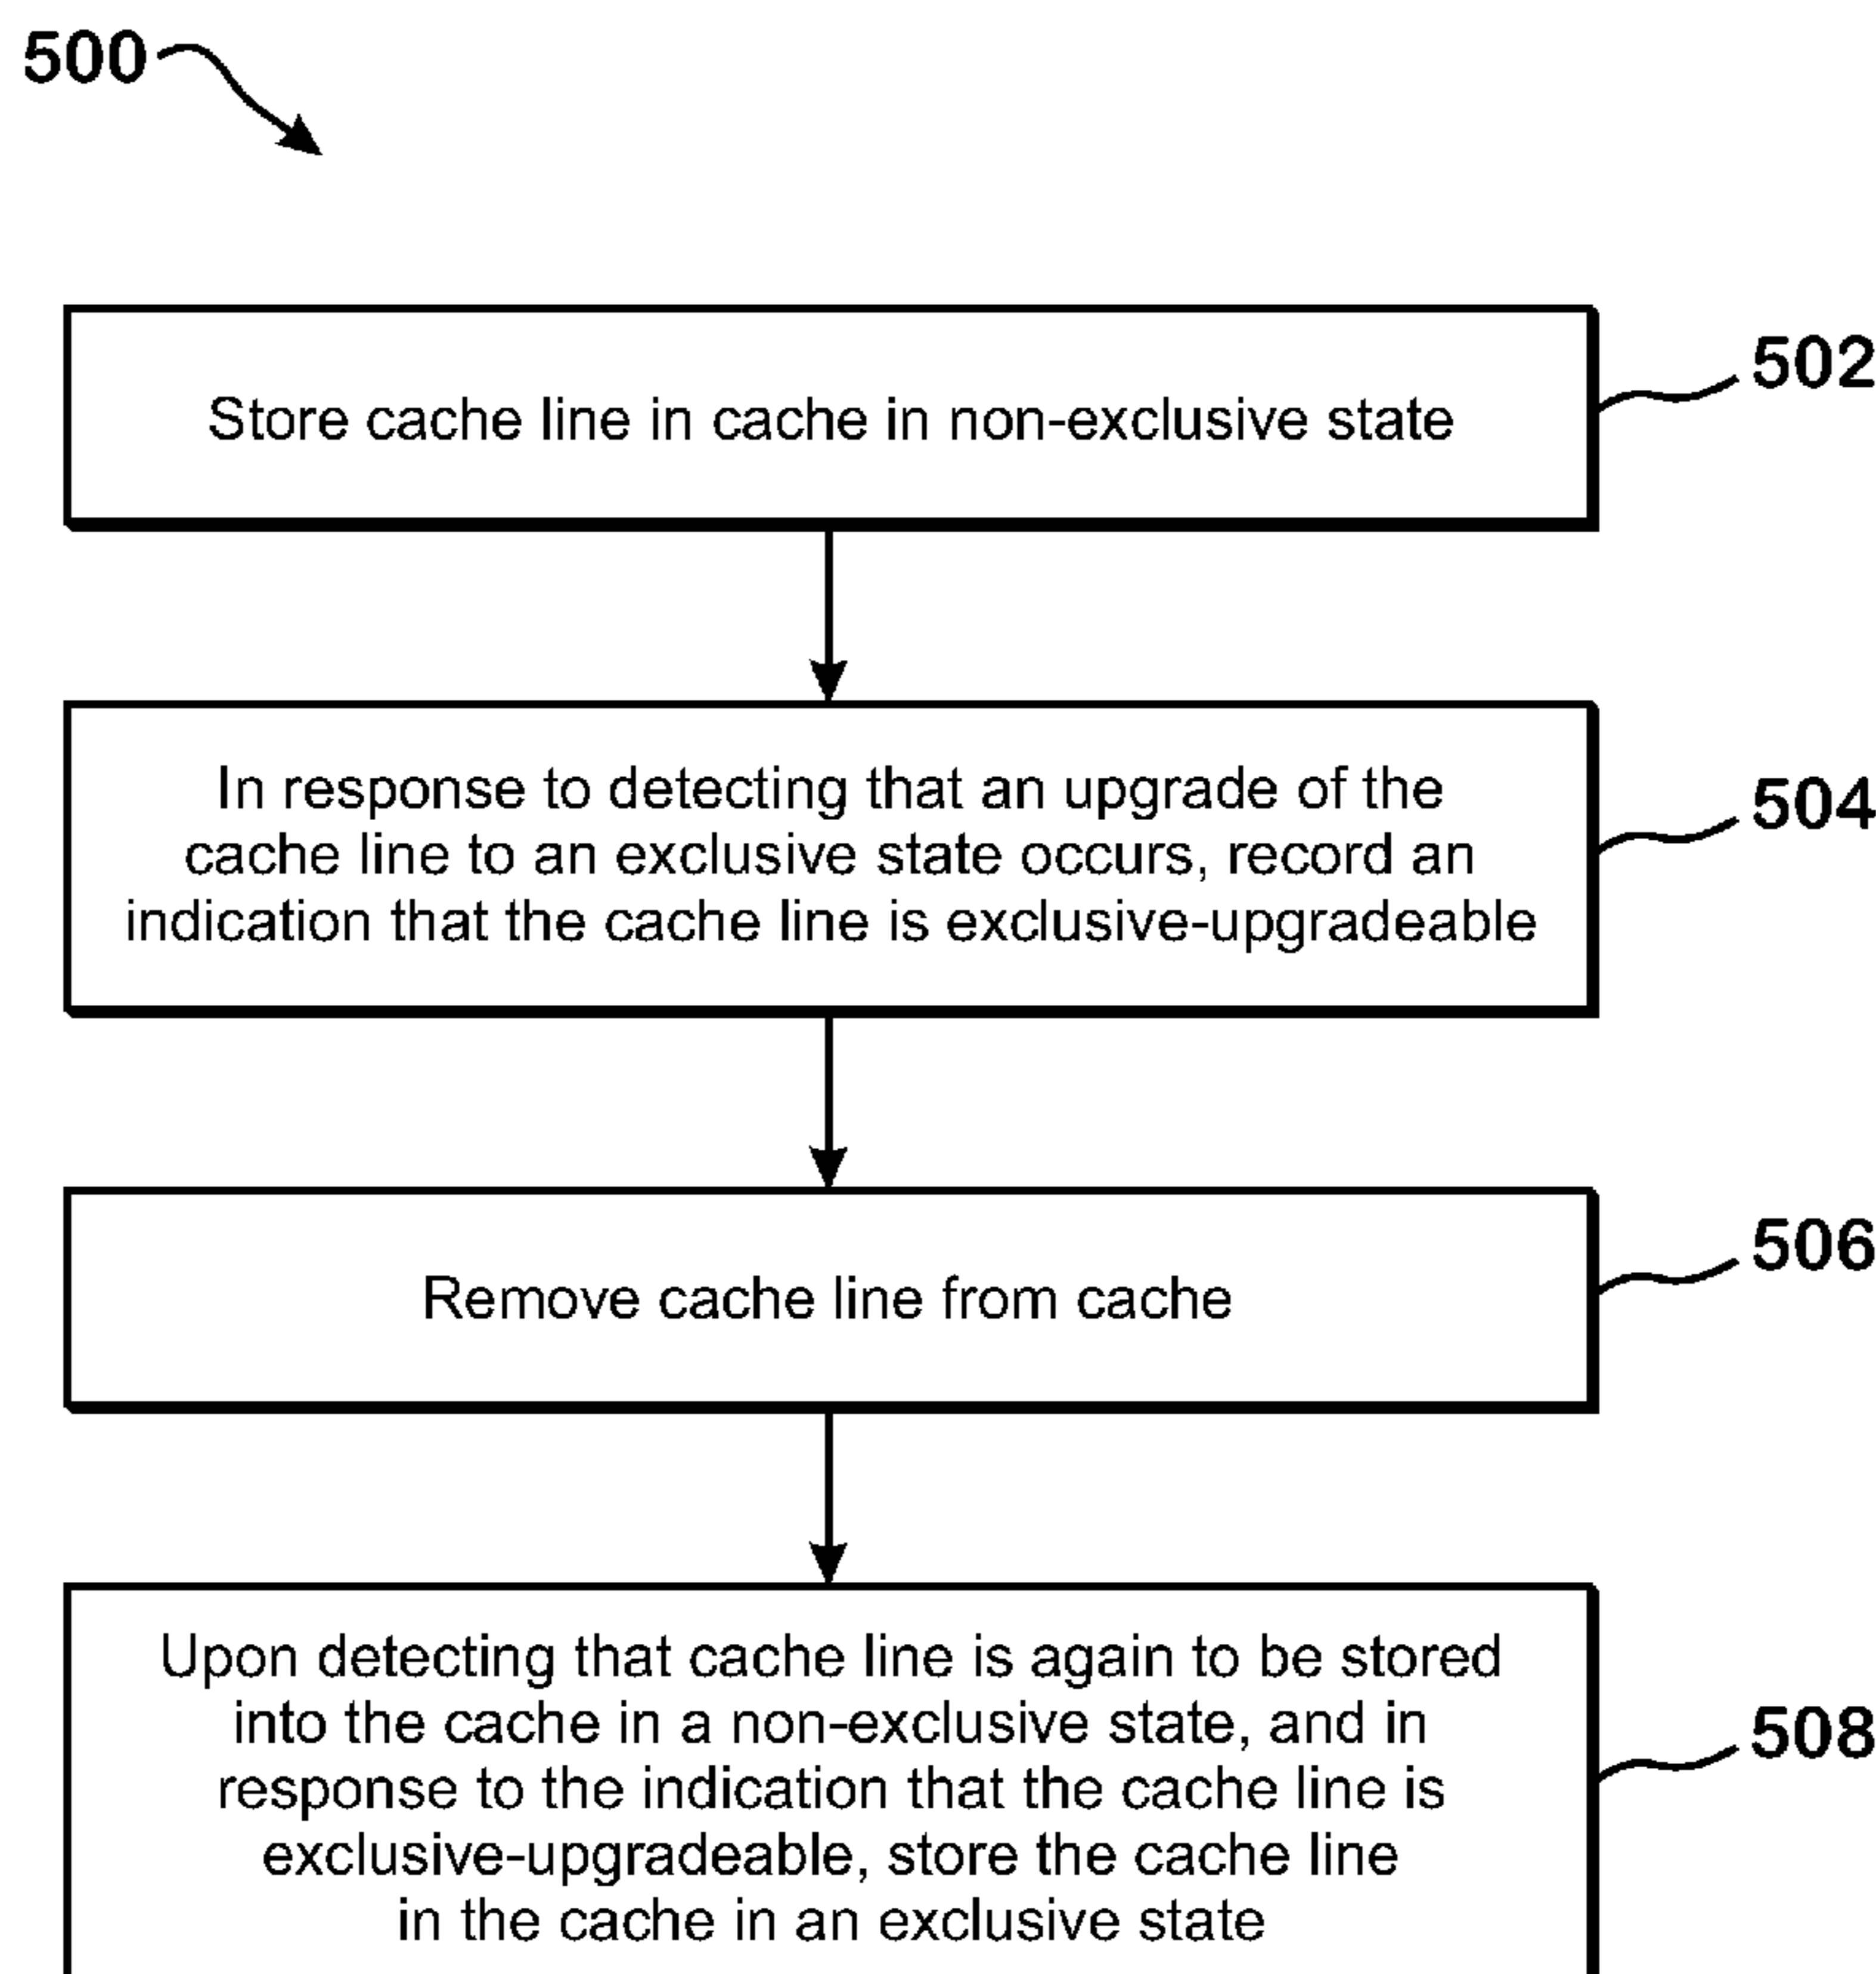 500
Store cache line in cache in non-exclusive state
502
In response to detecting that an upgrade of the
cache line to an exclusive state occurs, record an
indication that the cache line is exclusive-upgradeable
504
Remove cache line from cache
506
Upon detecting that cache line is again to be stored
into the cache in a non-exclusive state, and in
response to the indication that the cache line is
exclusive-upgradeable, store the cache line
in the cache in an exclusive state
508